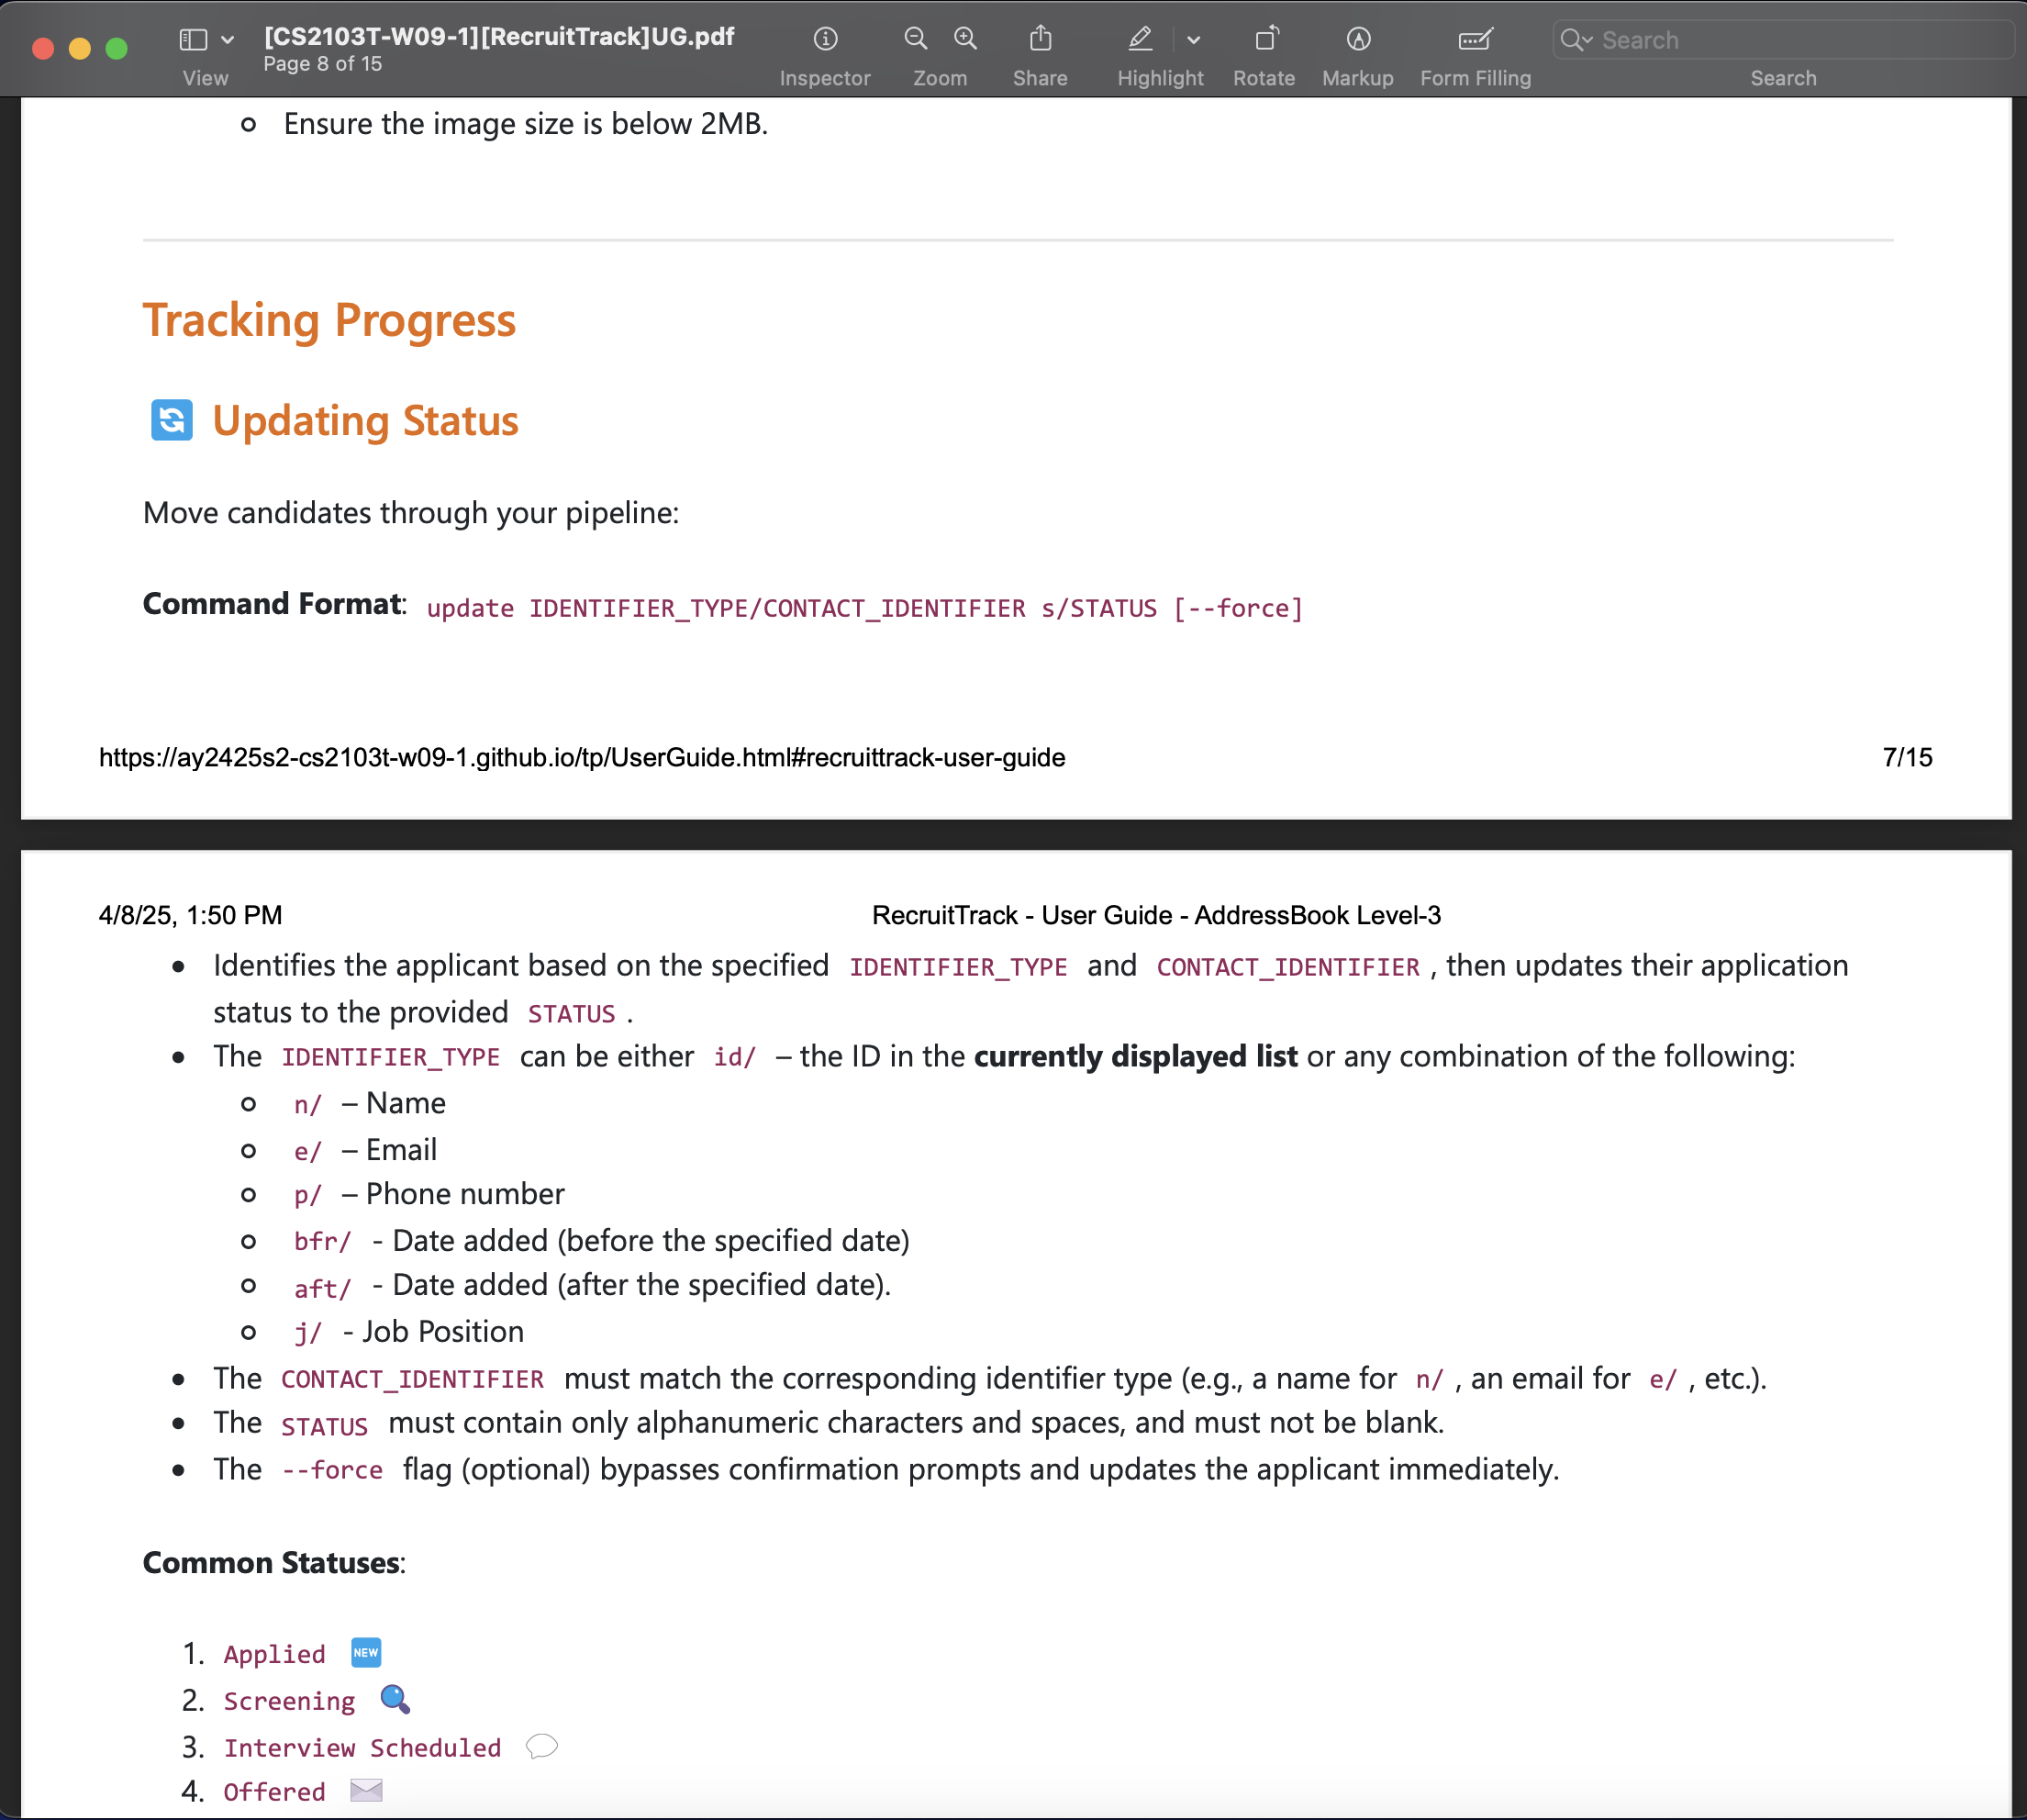 [CS2103T-W09-1][RecruitTrack]UG.pdf
Page 8 of 15
View
Inspector
Zoom
Share
Highlight
Rotate
Markup
Form Filling
Search
Search
Ensure the image size is below 2MB.
Tracking Progress
Updating Status
Move candidates through your pipeline:
Command Format: update IDENTIFIER_TYPE/CONTACT_IDENTIFIER s/STATUS [--force]
https://ay2425s2-cs2103t-w09-1.github.io/tp/UserGuide.html#recruittrack-user-guide 7/15
4/8/25, 1:50 PM RecruitTrack - User Guide - AddressBook Level-3
Identifies the applicant based on the specified IDENTIFIER_TYPE and CONTACT_IDENTIFIER , then updates their application
status to the provided STATUS .
The IDENTIFIER_TYPE can be either id/ – the ID in the currently displayed list or any combination of the following:
n/ – Name
e/ – Email
p/ – Phone number
bfr/ - Date added (before the specified date)
aft/ - Date added (after the specified date).
j/ - Job Position
The CONTACT_IDENTIFIER must match the corresponding identifier type (e.g., a name for n/ , an email for e/ , etc.).
The STATUS must contain only alphanumeric characters and spaces, and must not be blank.
The --force flag (optional) bypasses confirmation prompts and updates the applicant immediately.
Common Statuses:
1. Applied NEW
2. Screening
3. Interview Scheduled
4. Offered